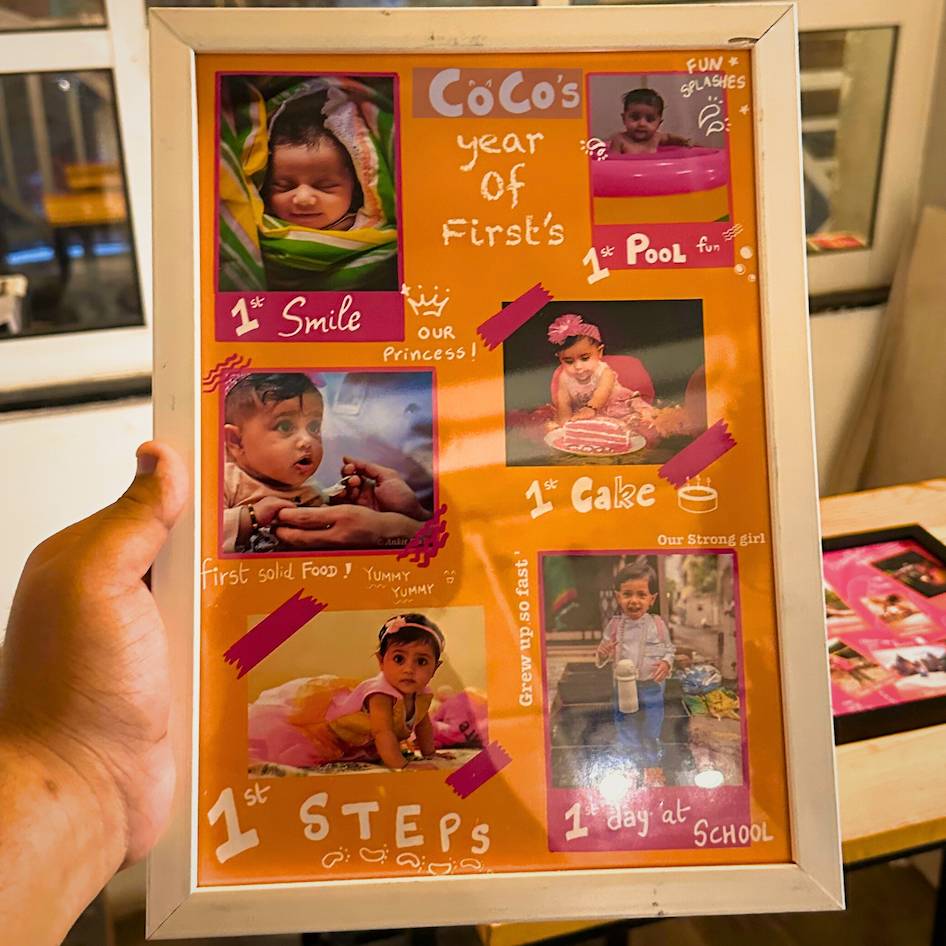 CoCo's
year
Of
First's
FUN
SPLASHES
1st POOL fun
1st Smile
OUR
Princess!
1st Cake
first solid FOOD! YUMMY
YUMMY
Our Strong girl
Grew up so fast'
1st STEPs
1st day at
SCHOOL